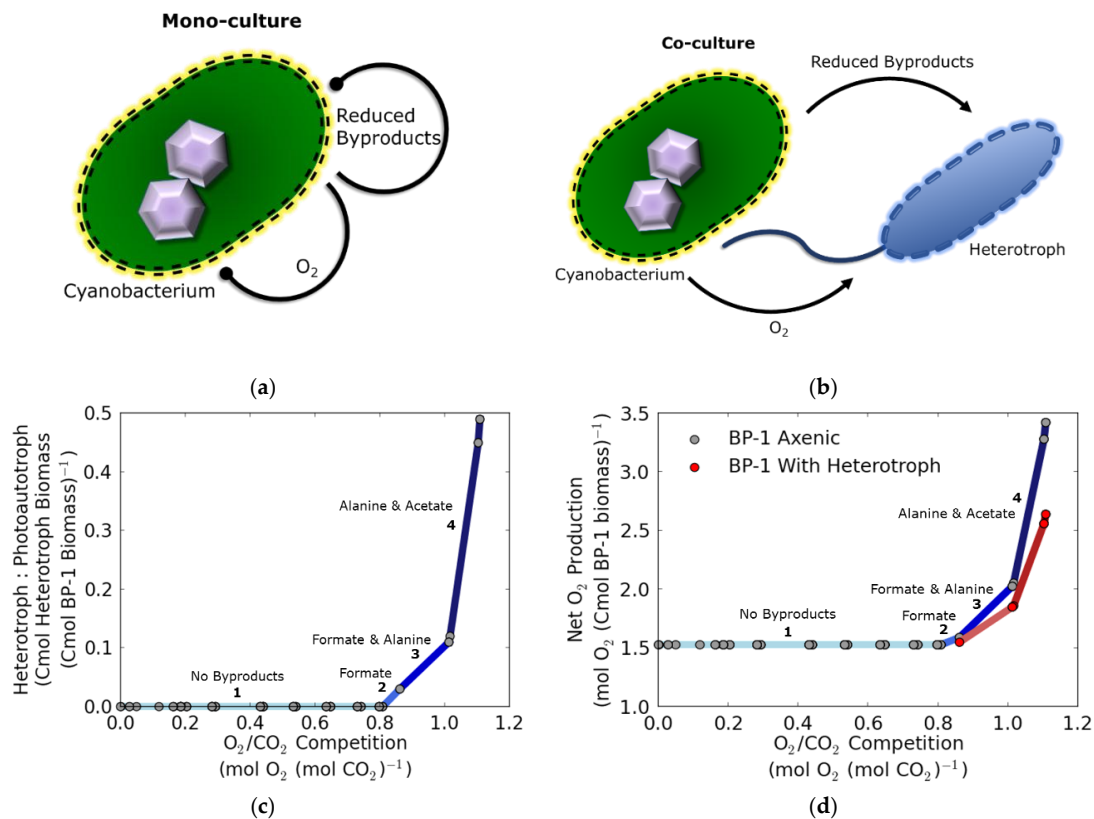 Mono-culture
Reduced
Byproducts
O₂
Cyanobacterium
(a)
Co-culture
Reduced Byproducts
Heterotroph
Cyanobacterium
O₂
(b)
Heterotroph : Photoautotroph
(Cmol Heterotroph Biomass
(Cmol BP-1 Biomass)⁻¹)
0.5
0.4
0.3
0.2
0.1
0.0
Alanine & Acetate
4
Formate & Alanine
3
Formate
2
No Byproducts
1
0.0 0.2 0.4 0.6 0.8 1.0 1.2
O₂/CO₂ Competition
(mol O₂ (mol CO₂)⁻¹)
(c)
Net O₂ Production
(mol O₂ (Cmol BP-1 biomass)⁻¹)
3.5
3.0
2.5
2.0
1.5
1.0
BP-1 Axenic
BP-1 With Heterotroph
4
Alanine & Acetate
Formate & Alanine
3
Formate
2
No Byproducts
1
0.0 0.2 0.4 0.6 0.8 1.0 1.2
O₂/CO₂ Competition
(mol O₂ (mol CO₂)⁻¹)
(d)